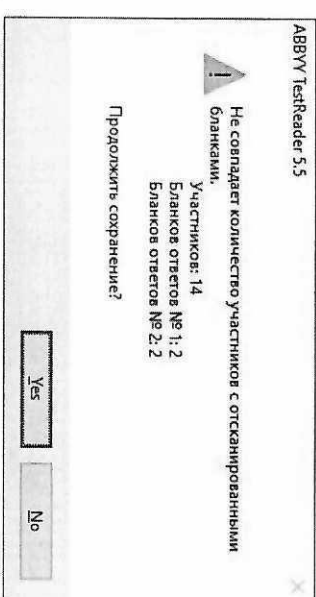 ABBYY TestReader 5.5
Не совпадает количество участников с отсканированными
бланками.
Участников: 14
Бланков ответов № 1: 2
Бланков ответов № 2: 2
Продолжить сохранение?
Yes
No